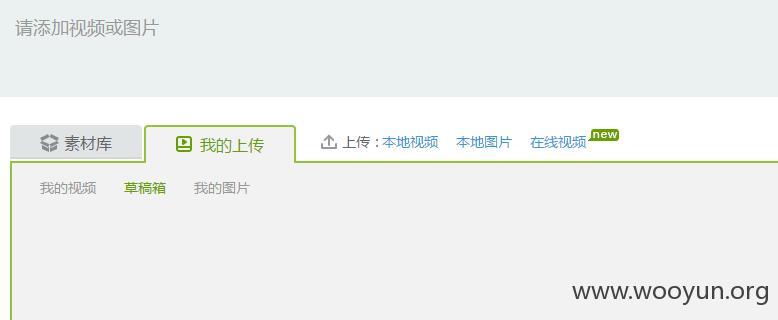 请添加视频或图片
素材库 我的上传 上传 : 本地视频 本地图片 在线视频 new
我的视频 草稿箱 我的图片
www.wooyun.org